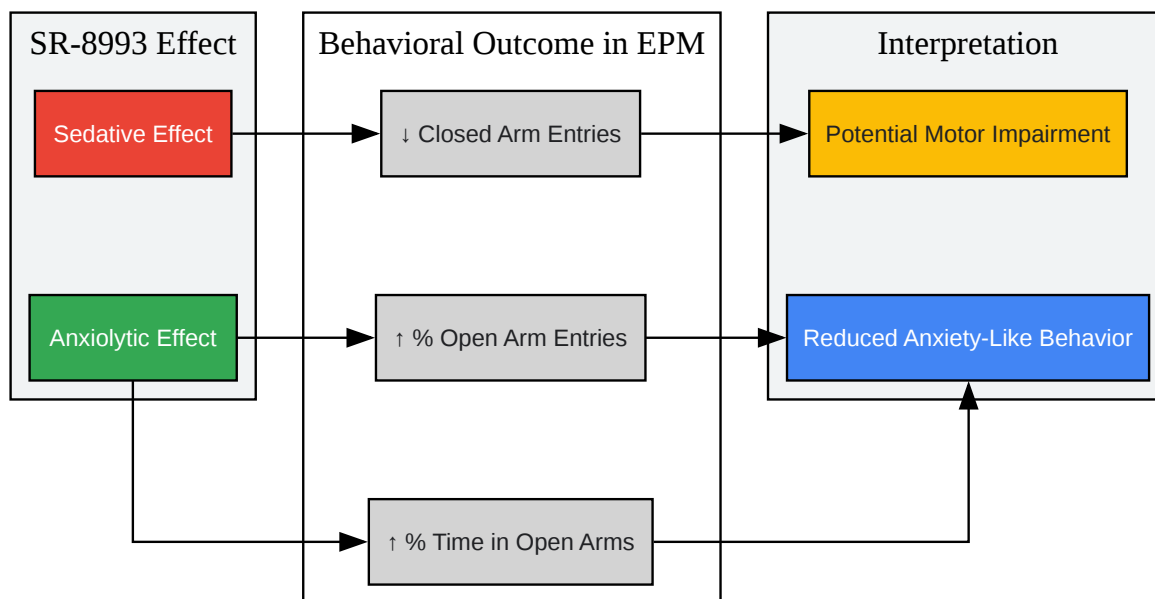 SR-8993 Effect
Behavioral Outcome in EPM
Interpretation
Sedative Effect
↓ Closed Arm Entries
Potential Motor Impairment
Anxiolytic Effect
↑ % Open Arm Entries
Reduced Anxiety-Like Behavior
↑ % Time in Open Arms